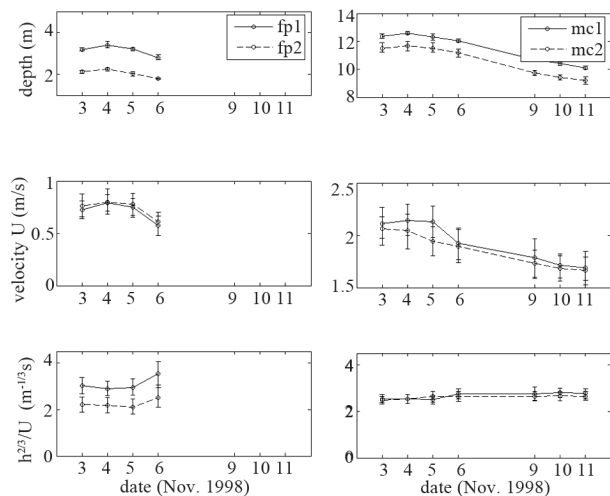 4
2
depth (m)
fp1
fp2
3 4 5 6 9 10 11
14
12
10
8
mc1
mc2
3 4 5 6 9 10 11
1
0.5
0
velocity U (m/s)
3 4 5 6 9 10 11
2.5
2
1.5
3 4 5 6 9 10 11
4
2
0
h^2/3/U (m^-1/3s)
3 4 5 6 9 10 11
date (Nov. 1998)
4
2
0
3 4 5 6 9 10 11
date (Nov. 1998)